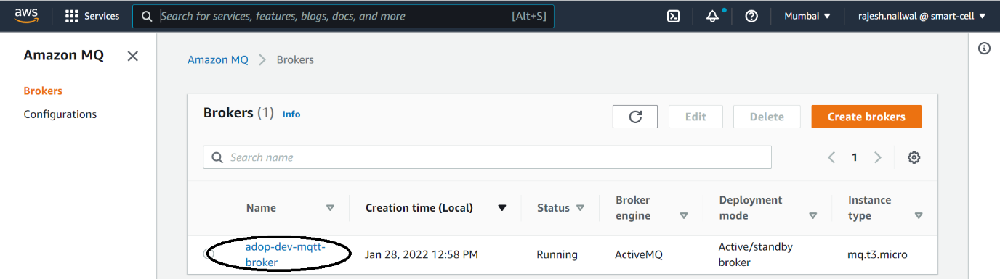 aws
Services
Search for services, features, blogs, docs, and more
[Alt+S]
Mumbai ▼
rajesh.nailwal @ smart-cell ▼
Amazon MQ
Brokers
Configurations
Amazon MQ > Brokers
Brokers (1) Info
Edit
Delete
Create brokers
Search name
1
Name
Creation time (Local)
Status
Broker
engine
Deployment
mode
Instance
type
adop-dev-mqtt-
broker
Jan 28, 2022 12:58 PM
Running
ActiveMQ
Active/standby
broker
mq.t3.micro